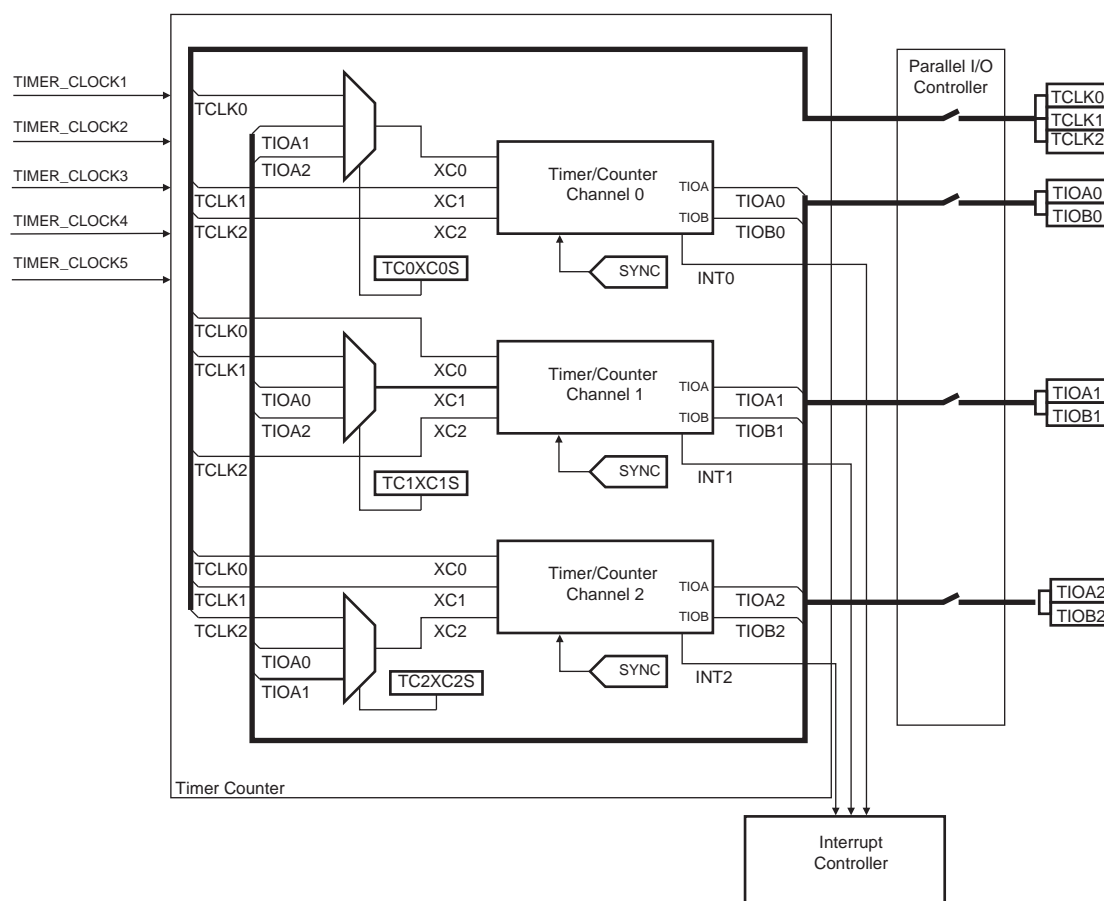 Parallel I/O
Controller
TIMER_CLOCK1
TCLK0
TCLK0
TIMER_CLOCK2
TIOA1
TCLK1
TIOA2
XC0
Timer/Counter
Channel 0
TCLK2
TIMER_CLOCK3
TCLK1
XC1
TIOA
TIOA0
TIOA0
TIMER_CLOCK4
TCLK2
XC2
TIOB
TIOB0
TIOB0
TIMER_CLOCK5
TC0XC0S
SYNC
INT0
TCLK0
TCLK1
XC0
Timer/Counter
Channel 1
TIOA0
XC1
TIOA
TIOA1
TIOA1
TIOA2
XC2
TIOB
TIOB1
TIOB1
TCLK2
TC1XC1S
SYNC
INT1
TCLK0
XC0
Timer/Counter
Channel 2
TCLK1
XC1
TIOA
TIOA2
TIOA2
TCLK2
XC2
TIOB
TIOB2
TIOB2
TIOA0
TIOA1
TC2XC2S
SYNC
INT2
Timer Counter
Interrupt
Controller